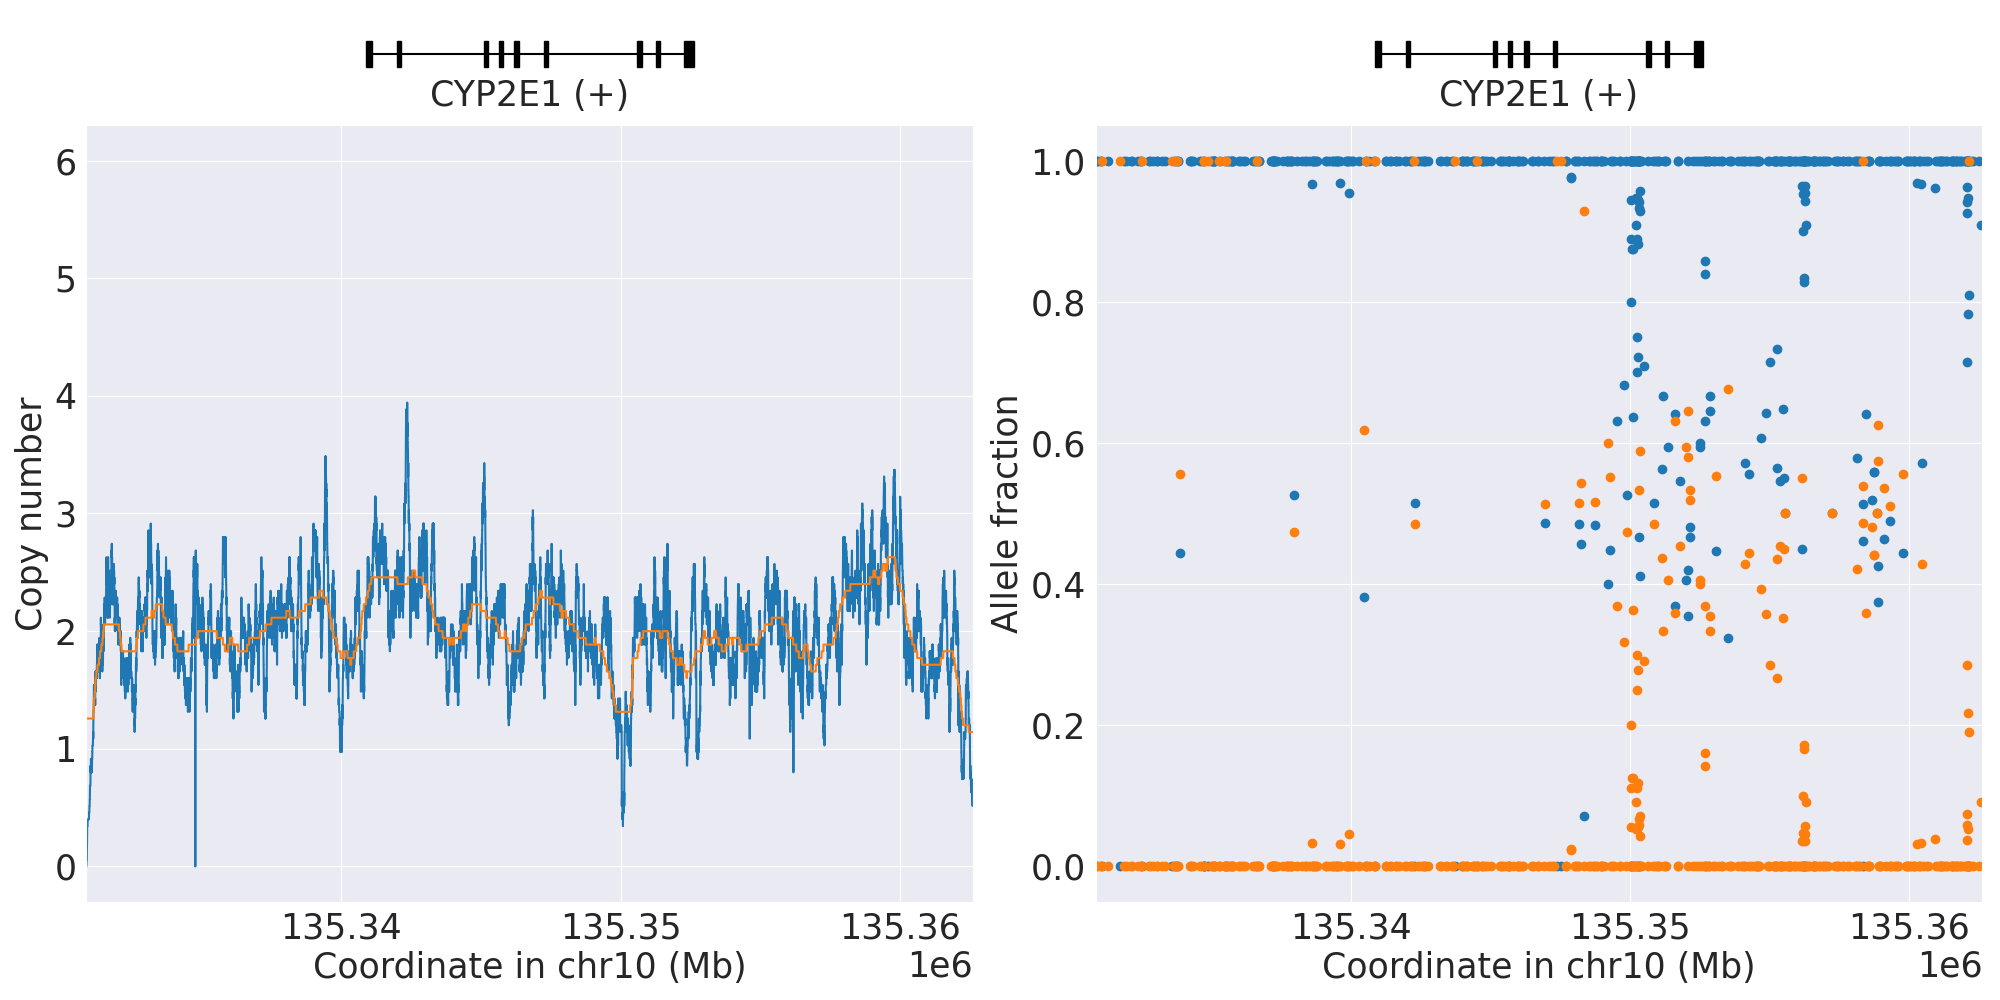 CYP2E1 (+)
6
5
4
3
2
1
0
Copy number
135.34 135.35 135.36
Coordinate in chr10 (Mb) 1e6
CYP2E1 (+)
1.0
0.8
0.6
0.4
0.2
0.0
Allele fraction
135.34 135.35 135.36
Coordinate in chr10 (Mb) 1e6